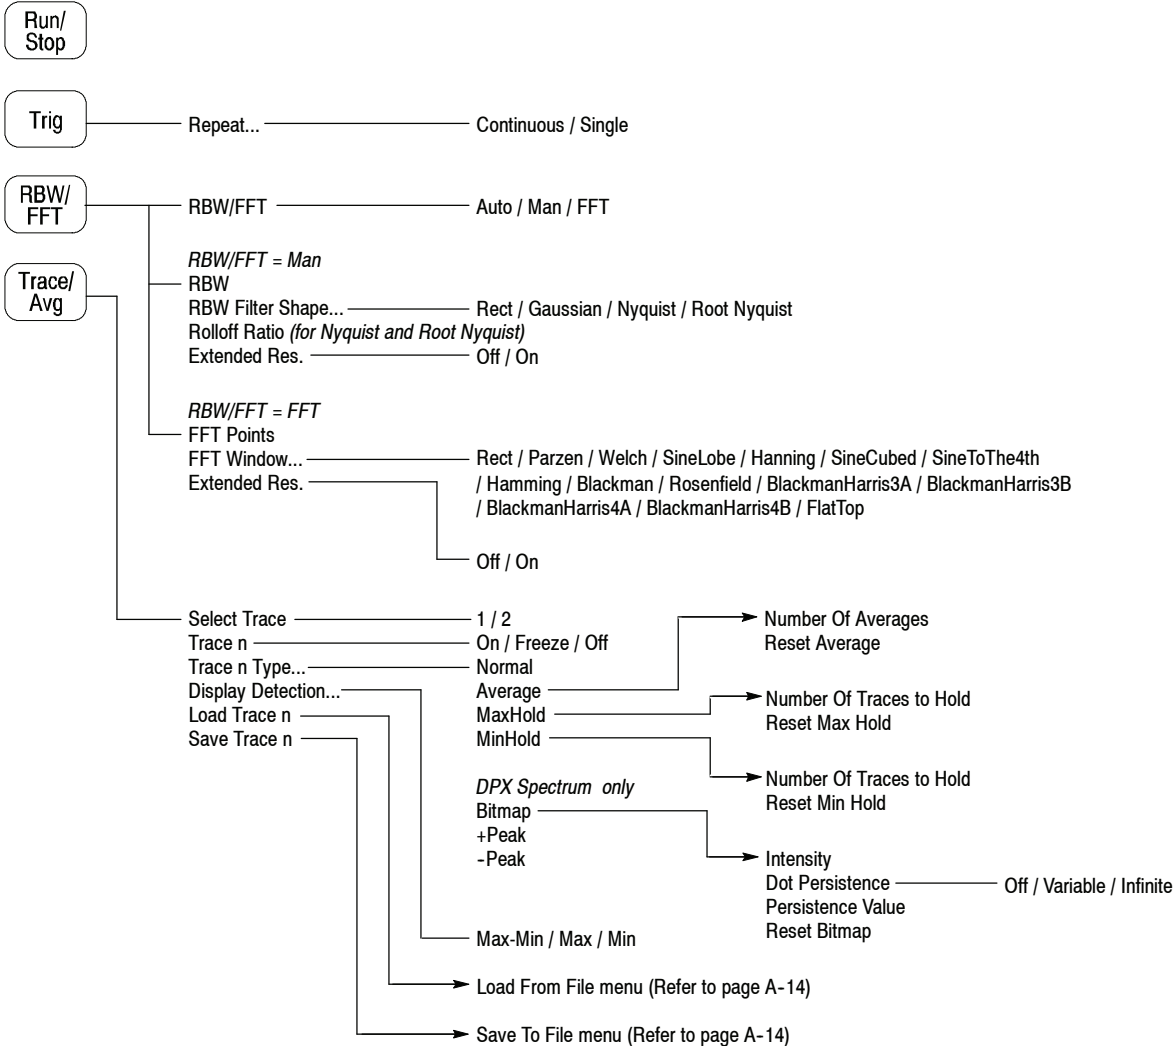 Run/
Stop
Trig
Repeat...
Continuous / Single
RBW/
FFT
RBW/FFT
Auto / Man / FFT
RBW/FFT = Man
RBW
RBW Filter Shape...
Rect / Gaussian / Nyquist / Root Nyquist
Rolloff Ratio (for Nyquist and Root Nyquist)
Extended Res.
Off / On
RBW/FFT = FFT
FFT Points
FFT Window...
Rect / Parzen / Welch / SineLobe / Hanning / SineCubed / SineToThe4th
/ Hamming / Blackman / Rosenfield / BlackmanHarris3A / BlackmanHarris3B
/ BlackmanHarris4A / BlackmanHarris4B / FlatTop
Extended Res.
Off / On
Trace/
Avg
Select Trace
1 / 2
Trace n
On / Freeze / Off
Trace n Type...
Normal
Average
MaxHold
MinHold
Number Of Averages
Reset Average
Number Of Traces to Hold
Reset Max Hold
Number Of Traces to Hold
Reset Min Hold
DPX Spectrum only
Bitmap
+Peak
-Peak
Intensity
Dot Persistence
Off / Variable / Infinite
Persistence Value
Reset Bitmap
Display Detection...
Max-Min / Max / Min
Load Trace n
Load From File menu (Refer to page A-14)
Save Trace n
Save To File menu (Refer to page A-14)